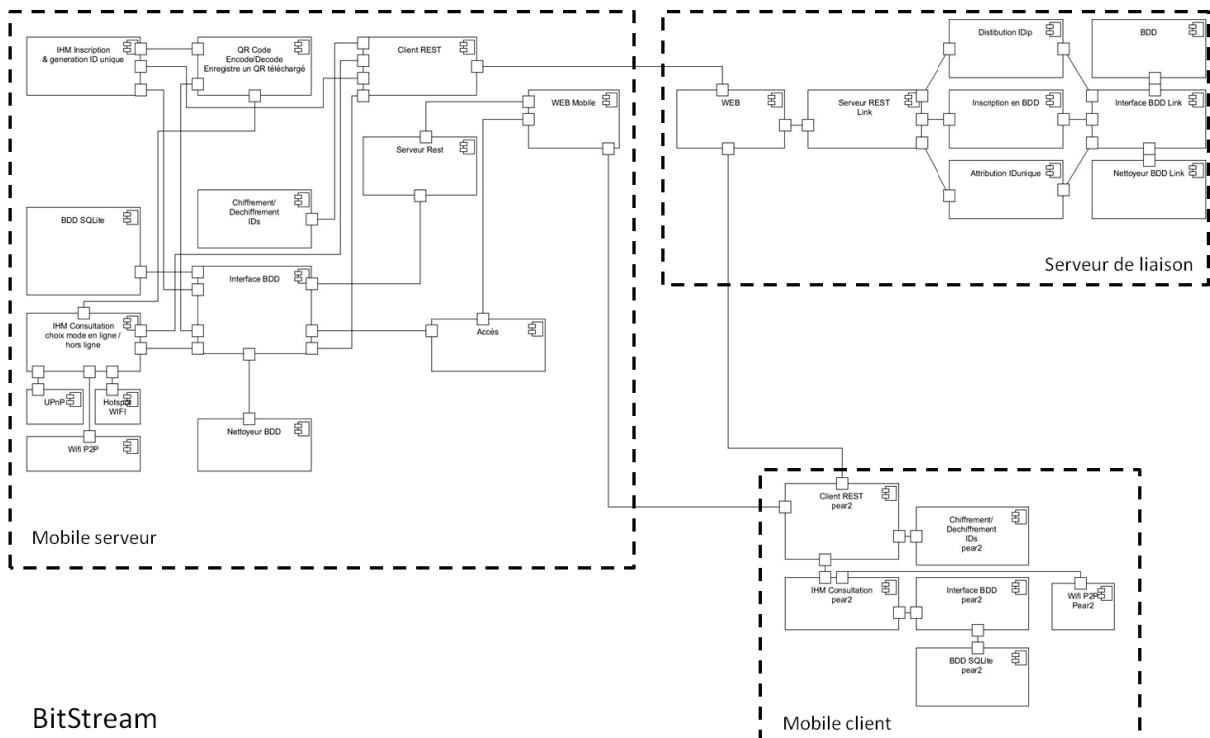 IHM Inscription
& generation ID unique
QR Code
Encode/Decode
Enregistre un QR téléchargé
Client REST
WEB Mobile
Serveur Rest
Chiffrement/
Dechiffrement
IDs
BDD SQLite
Interface BDD
IHM Consultation
choix mode en ligne /
hors ligne
Accès
UPnP
Hotspot
WIFI
Wifi P2P
Nettoyeur BDD
Mobile serveur
WEB
Serveur REST
Link
Distibution IDip
BDD
Inscription en BDD
Interface BDD Link
Attribution IDunique
Nettoyeur BDD Link
Serveur de liaison
Client REST
pear2
Chiffrement/
Dechiffrement
IDs
pear2
IHM Consultation
pear2
Interface BDD
pear2
Wifi P2P
Pear2
BDD SQLite
pear2
Mobile client
BitStream